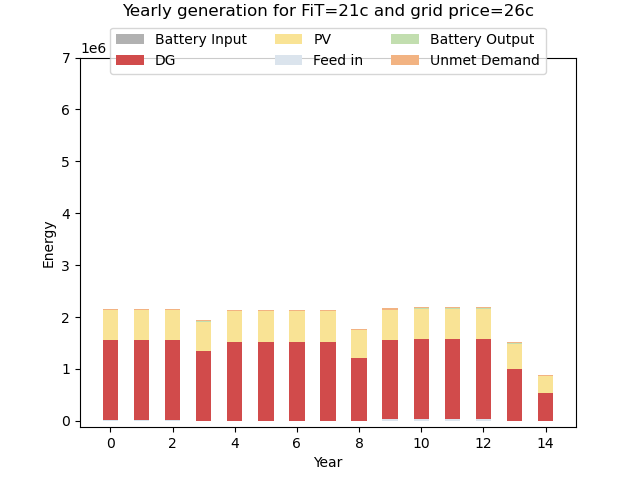 Yearly generation for FiT=21c and grid price=26c
Battery Input PV Battery Output
DG Feed in Unmet Demand
1e6
7
6
5
4
3
2
1
0
Energy
0 2 4 6 8 10 12 14
Year